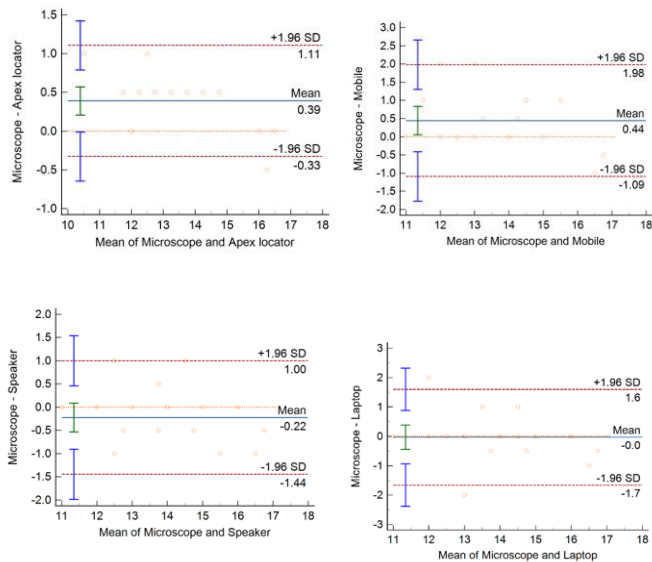 Microscope - Apex locator
1.5
1.0
0.5
0.0
-0.5
-1.0
+1.96 SD
1.11
Mean
0.39
-1.96 SD
-0.33
10 11 12 13 14 15 16 17 18
Mean of Microscope and Apex locator
Microscope - Mobile
3.0
2.5
2.0
1.5
1.0
0.5
0.0
-0.5
-1.0
-1.5
-2.0
+1.96 SD
1.98
Mean
0.44
-1.96 SD
-1.09
11 12 13 14 15 16 17 18
Mean of Microscope and Mobile
Microscope - Speaker
2.0
1.5
1.0
0.5
0.0
-0.5
-1.0
-1.5
-2.0
+1.96 SD
1.00
Mean
-0.22
-1.96 SD
-1.44
11 12 13 14 15 16 17 18
Mean of Microscope and Speaker
Microscope - Laptop
3
2
1
0
-1
-2
-3
+1.96 SD
1.6
Mean
-0.0
-1.96 SD
-1.7
11 12 13 14 15 16 17 18
Mean of Microscope and Laptop